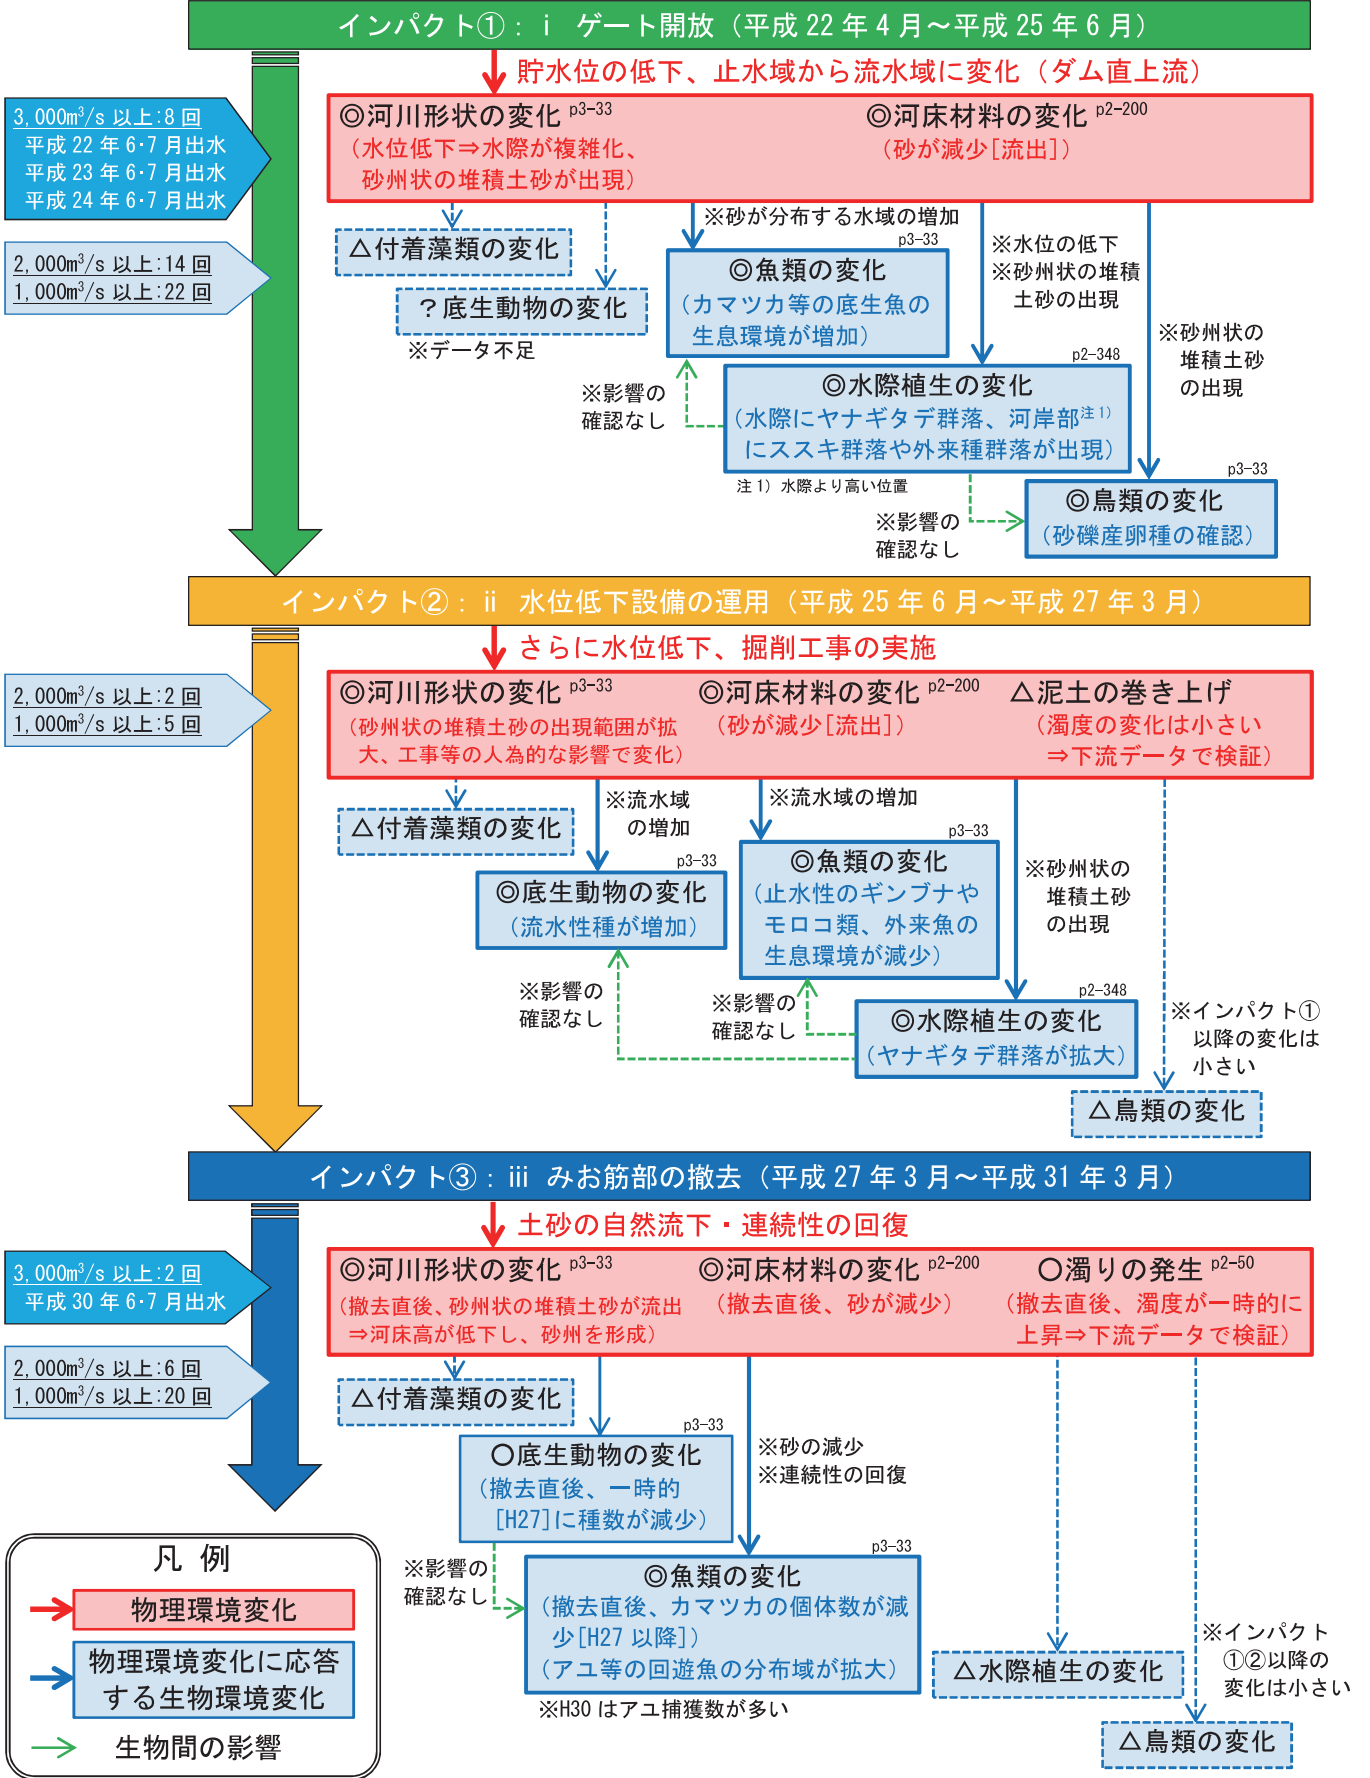 インパクト①：ⅰ　ゲート開放（平成 22 年 4 月～平成 25 年 6 月）
貯水位の低下、止水域から流水域に変化（ダム直上流）
3,000m³/s 以上：8 回
平成 22 年 6・7 月出水
平成 23 年 6・7 月出水
平成 24 年 6・7 月出水
2,000m³/s 以上：14 回
1,000m³/s 以上：22 回
◎河川形状の変化 p3-33
（水位低下⇒水際が複雑化、
砂州状の堆積土砂が出現）
◎河床材料の変化 p2-200
（砂が減少［流出］）
△付着藻類の変化
？底生動物の変化
※データ不足
※砂が分布する水域の増加
p3-33
◎魚類の変化
（カマツカ等の底生魚の
生息環境が増加）
※水位の低下
※砂州状の堆積
土砂の出現
※砂州状の
堆積土砂
の出現
※影響の
確認なし
p2-348
◎水際植生の変化
（水際にヤナギタデ群落、河岸部注1）
にススキ群落や外来種群落が出現）
注 1）水際より高い位置
※影響の
確認なし
p3-33
◎鳥類の変化
（砂礫産卵種の確認）
インパクト②：ⅱ　水位低下設備の運用（平成 25 年 6 月～平成 27 年 3 月）
さらに水位低下、掘削工事の実施
2,000m³/s 以上：2 回
1,000m³/s 以上：5 回
◎河川形状の変化 p3-33
（砂州状の堆積土砂の出現範囲が拡
大、工事等の人為的な影響で変化）
◎河床材料の変化 p2-200
（砂が減少［流出］）
△泥土の巻き上げ
（濁度の変化は小さい
⇒下流データで検証）
△付着藻類の変化
※流水域
の増加
p3-33
◎底生動物の変化
（流水性種が増加）
※流水域の増加
p3-33
◎魚類の変化
（止水性のギンブナや
モロコ類、外来魚の
生息環境が減少）
※砂州状の
堆積土砂
の出現
※影響の
確認なし
※影響の
確認なし
p2-348
◎水際植生の変化
（ヤナギタデ群落が拡大）
※インパクト①
以降の変化は
小さい
△鳥類の変化
インパクト③：ⅲ　みお筋部の撤去（平成 27 年 3 月～平成 31 年 3 月）
土砂の自然流下・連続性の回復
3,000m³/s 以上：2 回
平成 30 年 6・7 月出水
2,000m³/s 以上：6 回
1,000m³/s 以上：20 回
◎河川形状の変化 p3-33
（撤去直後、砂州状の堆積土砂が流出
⇒河床高が低下し、砂州を形成）
◎河床材料の変化 p2-200
（撤去直後、砂が減少）
○濁りの発生 p2-50
（撤去直後、濁度が一時的に
上昇⇒下流データで検証）
△付着藻類の変化
p3-33
○底生動物の変化
（撤去直後、一時的
［H27］に種数が減少）
※砂の減少
※連続性の回復
※影響の
確認なし
p3-33
◎魚類の変化
（撤去直後、カマツカの個体数が減
少［H27 以降］）
（アユ等の回遊魚の分布域が拡大）
※H30 はアユ捕獲数が多い
△水際植生の変化
※インパクト
①②以降の
変化は小さい
△鳥類の変化
凡 例
物理環境変化
物理環境変化に応答
する生物環境変化
生物間の影響